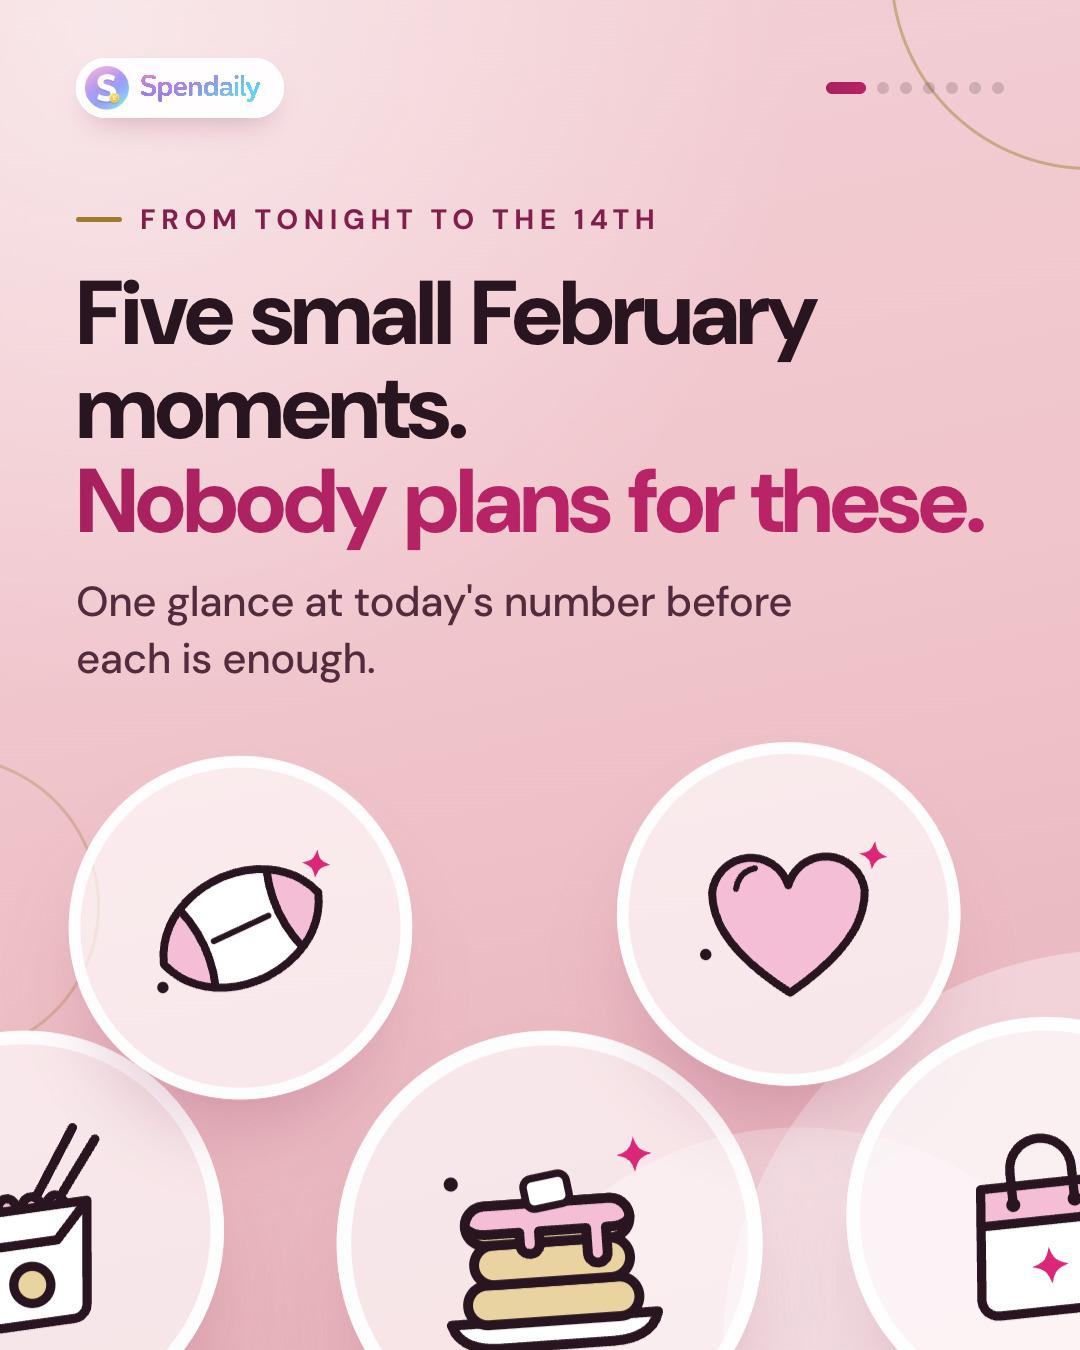 Spendaily
FROM TONIGHT TO THE 14TH
Five small February
moments.
Nobody plans for these.
One glance at today's number before
each is enough.